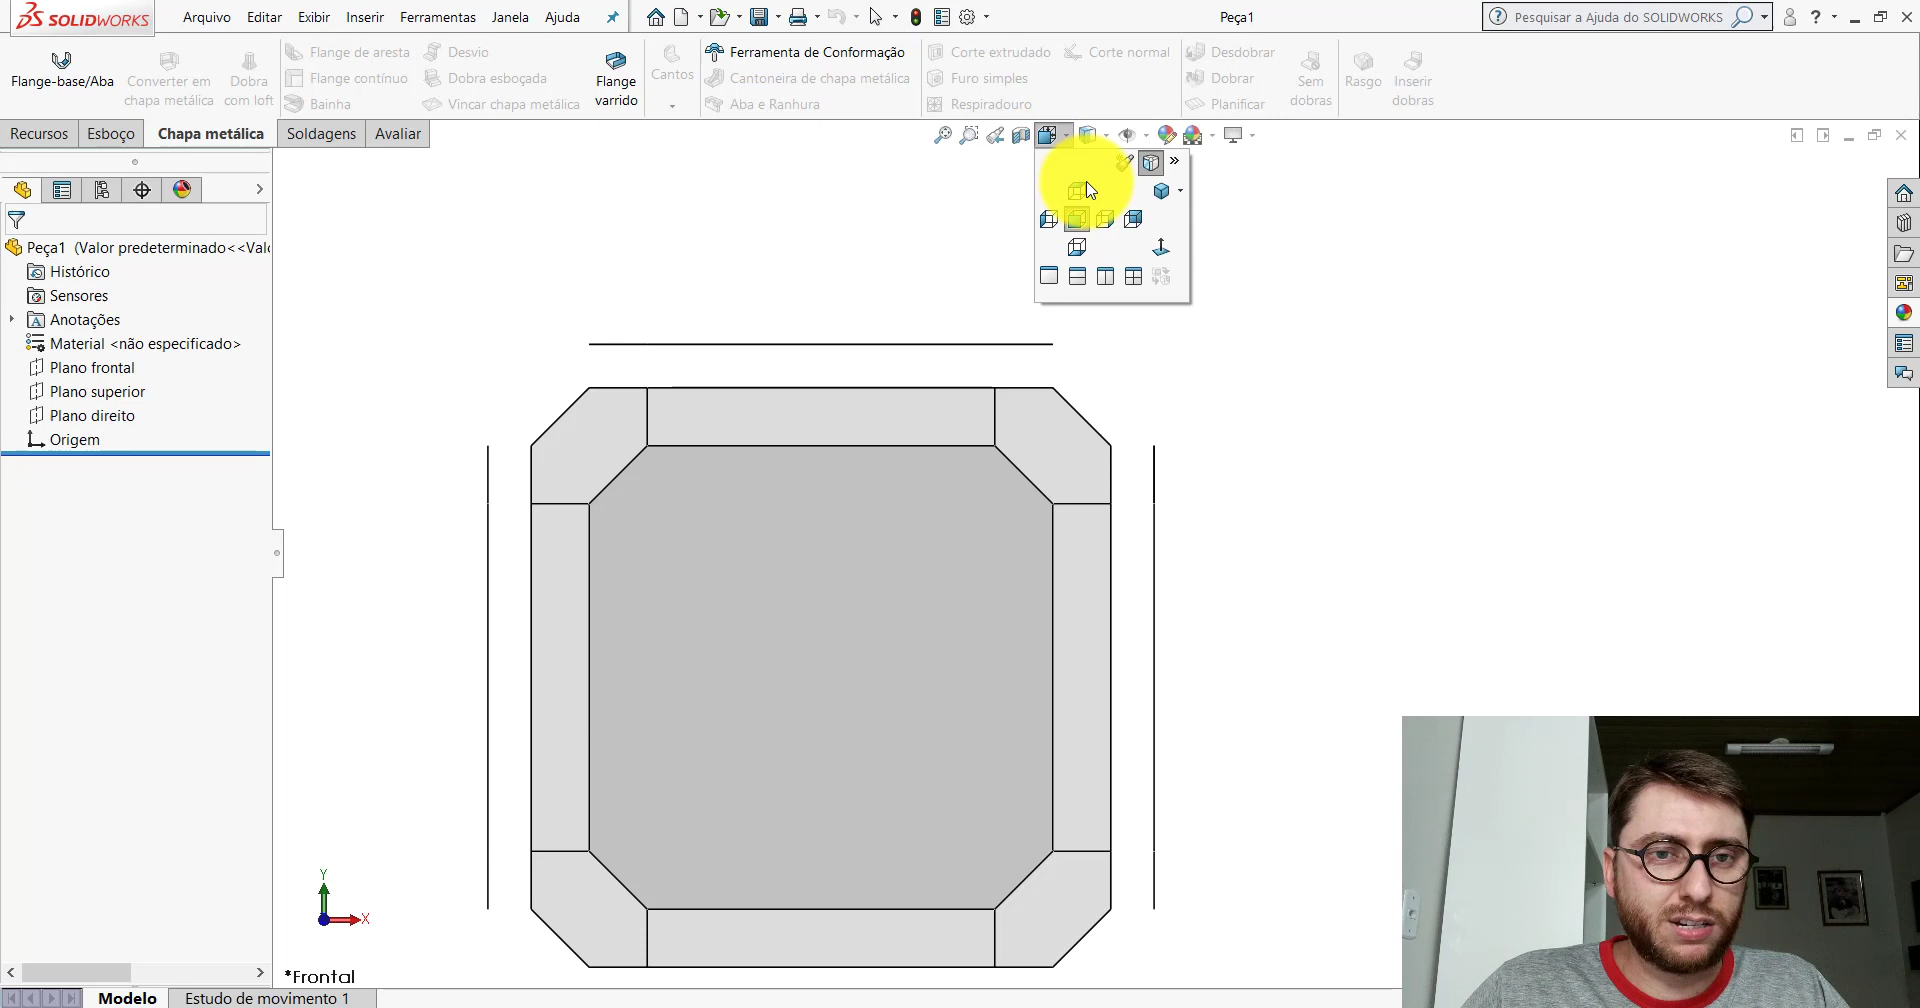 SOLIDWORKS
Arquivo Editar Exibir Inserir Ferramentas Janela Ajuda
Peça1
Pesquisar a Ajuda do SOLIDWORKS
Flange-base/Aba
Converter em
chapa metálica
Dobra
com loft
Flange de aresta
Flange contínuo
Bainha
Desvio
Dobra esboçada
Vincar chapa metálica
Flange
varrido
Cantos
Ferramenta de Conformação
Cantoneira de chapa metálica
Aba e Ranhura
Corte extrudado
Furo simples
Respiradouro
Corte normal
Desdobrar
Dobrar
Planificar
Sem
dobras
Rasgo
Inserir
dobras
Recursos Esboço Chapa metálica Soldagens Avaliar
Peça1 (Valor predeterminado<<Val
Histórico
Sensores
Anotações
Material <não especificado>
Plano frontal
Plano superior
Plano direito
Origem
Y
X
*Frontal
Modelo Estudo de movimento 1